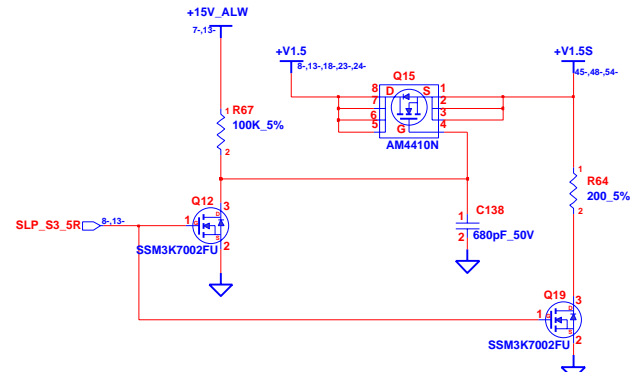 +15V_ALW
7-,13-
+V1.5
8-,13-,18-,23-,24-
Q15
+V1.5S
45-,48-,54-
8 D S 1
7 2
6 3
5 G 4
AM4410N
1 R67
100K_5%
2
1 R64
200_5%
2
Q12
3
D
SLP_S3_5R 8-,13-
1 G
S
2
SSM3K7002FU
C138
1
2 680pF_50V
Q19
3
D
1 G
S
2
SSM3K7002FU